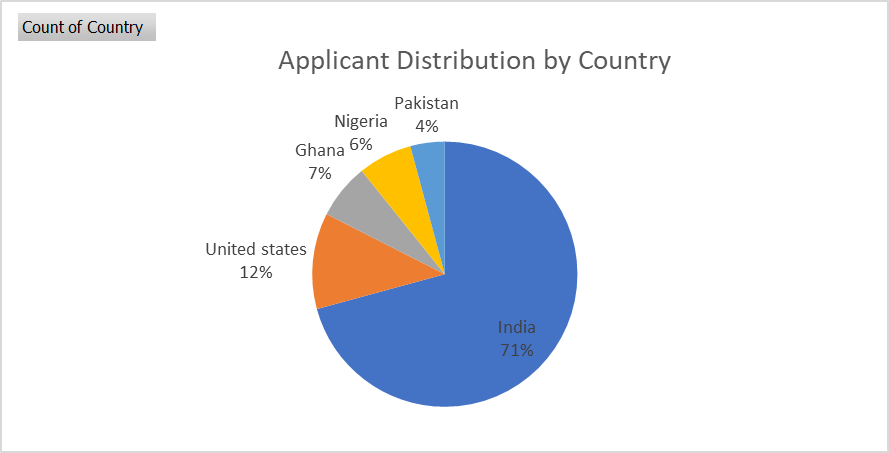 Count of Country
Applicant Distribution by Country
Pakistan
4%
Nigeria
6%
Ghana
7%
United states
12%
India
71%